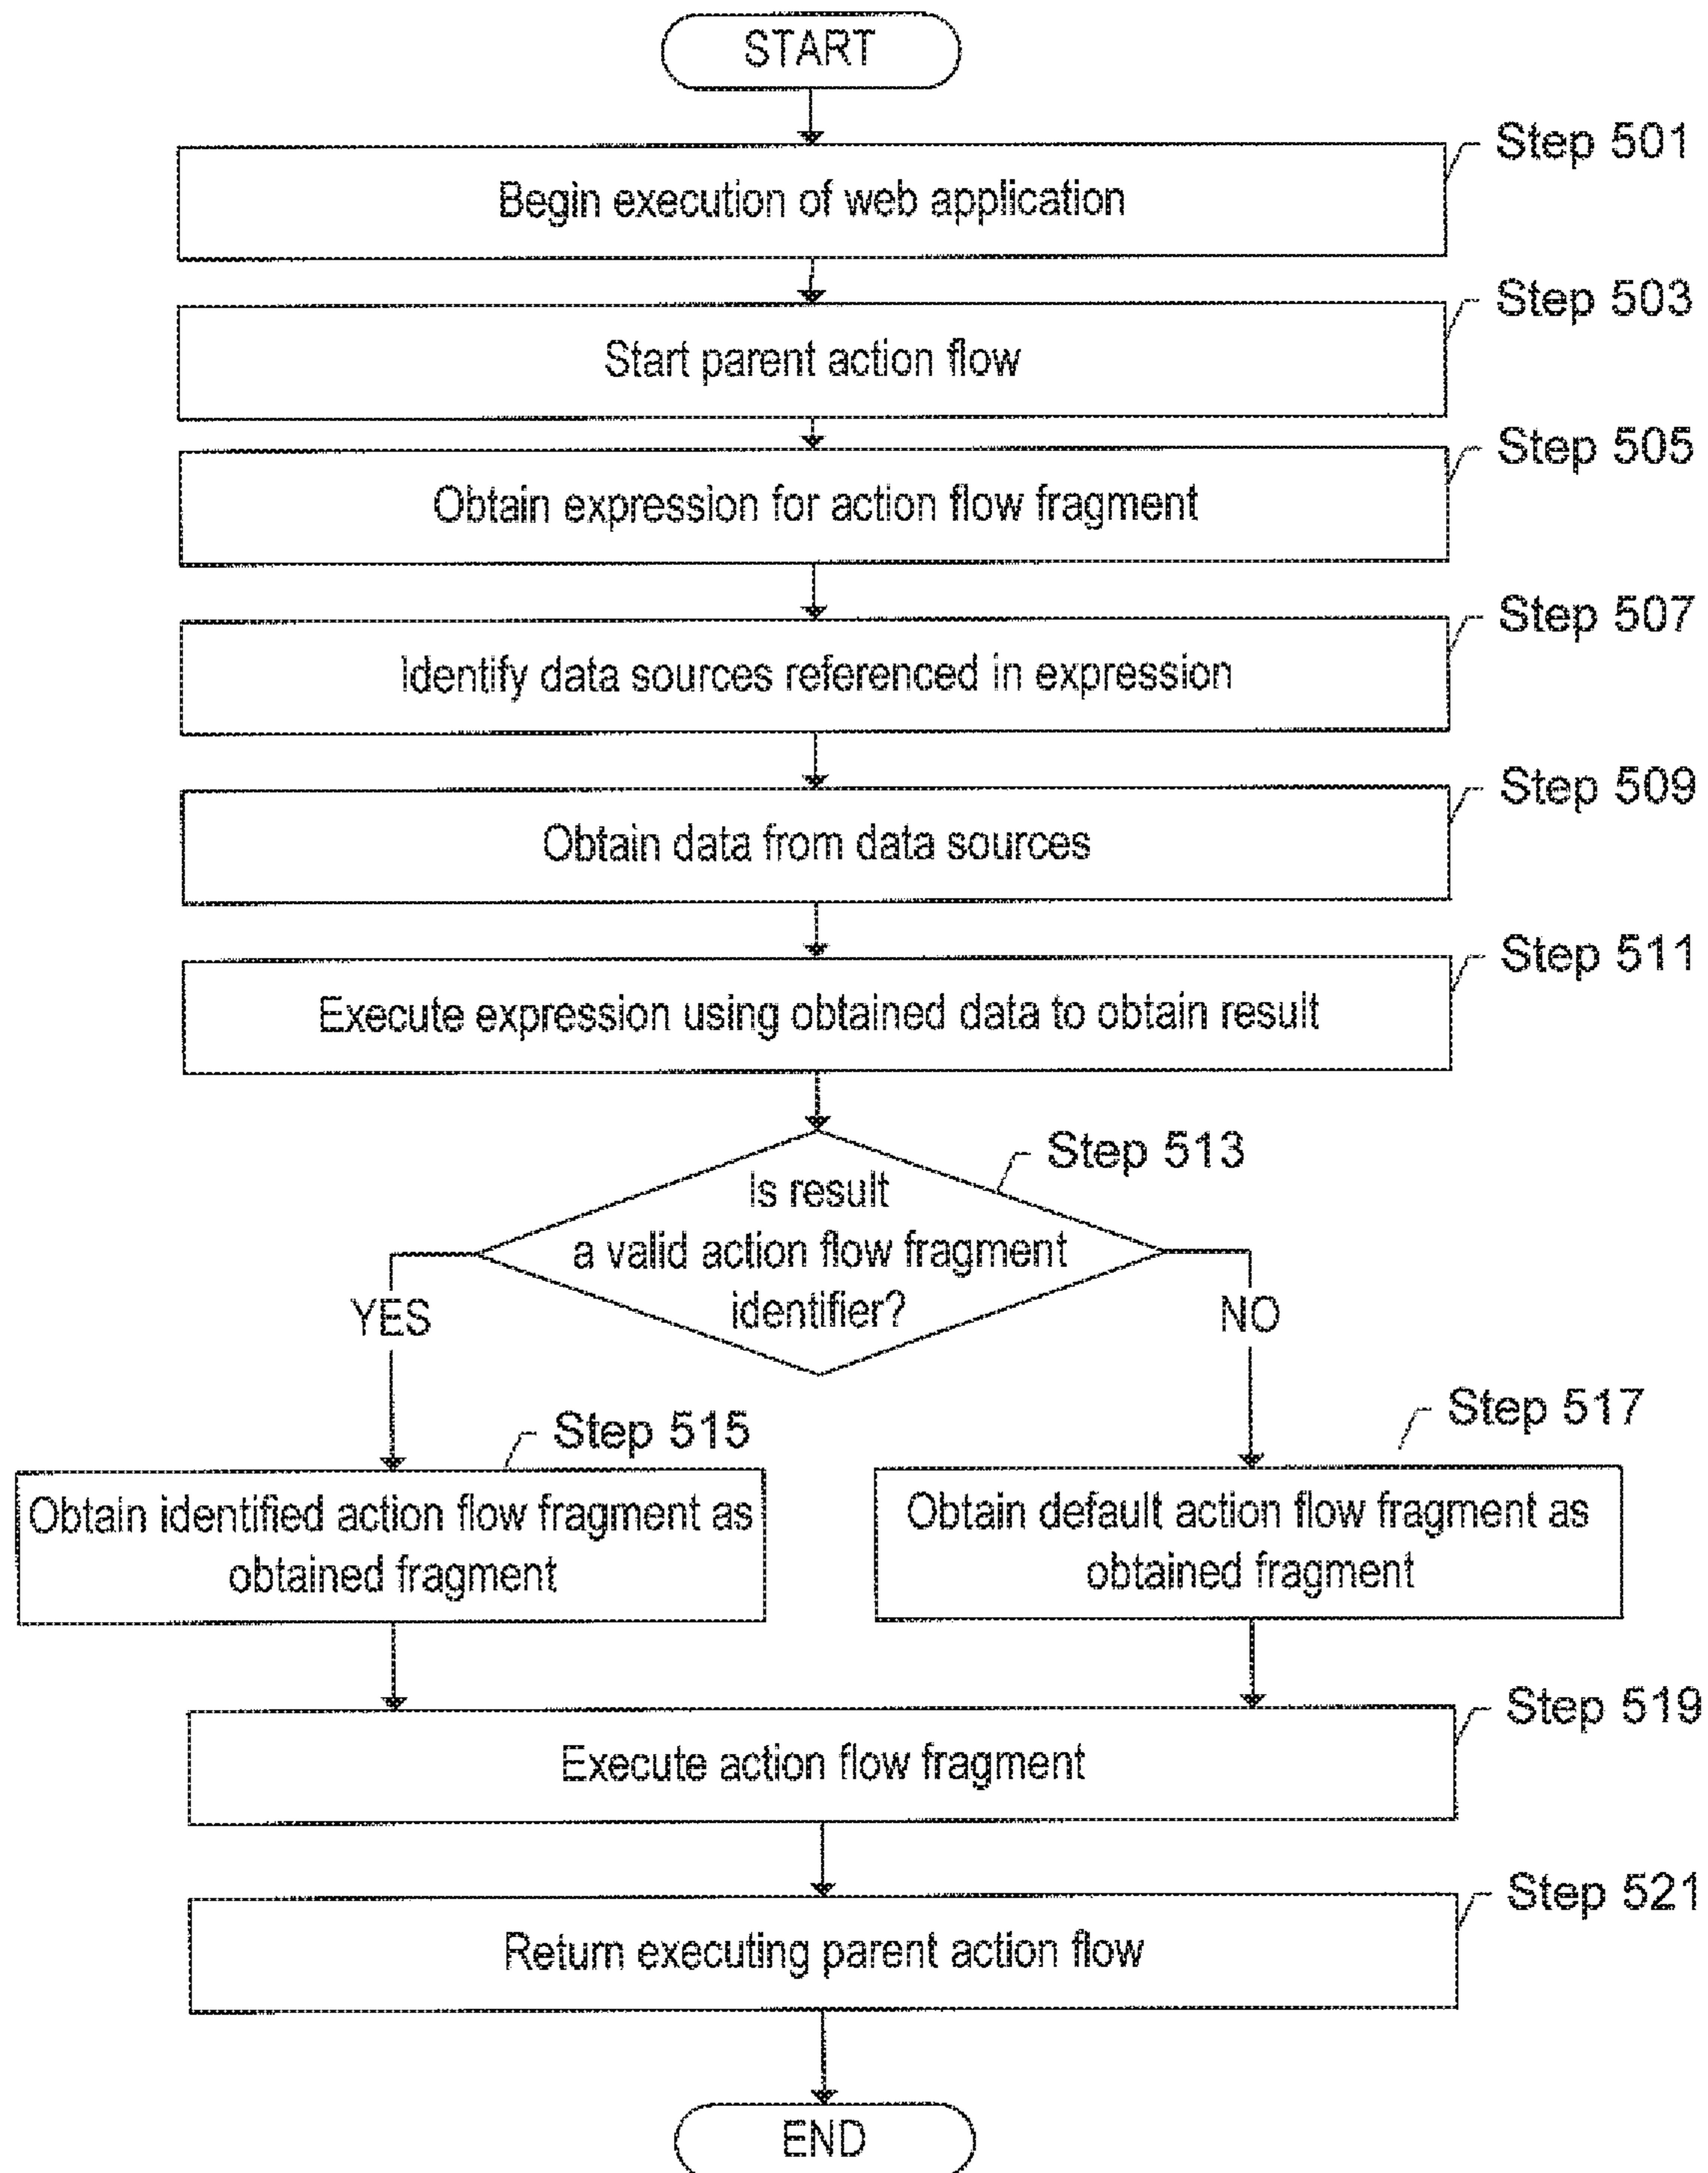 START
Step 501
Begin execution of web application
Step 503
Start parent action flow
Step 505
Obtain expression for action flow fragment
Step 507
Identify data sources referenced in expression
Step 509
Obtain data from data sources
Step 511
Execute expression using obtained data to obtain result
Step 513
Is result
a valid action flow fragment
identifier?
YES
NO
Step 515
Obtain identified action flow fragment as
obtained fragment
Step 517
Obtain default action flow fragment as
obtained fragment
Step 519
Execute action flow fragment
Step 521
Return executing parent action flow
END